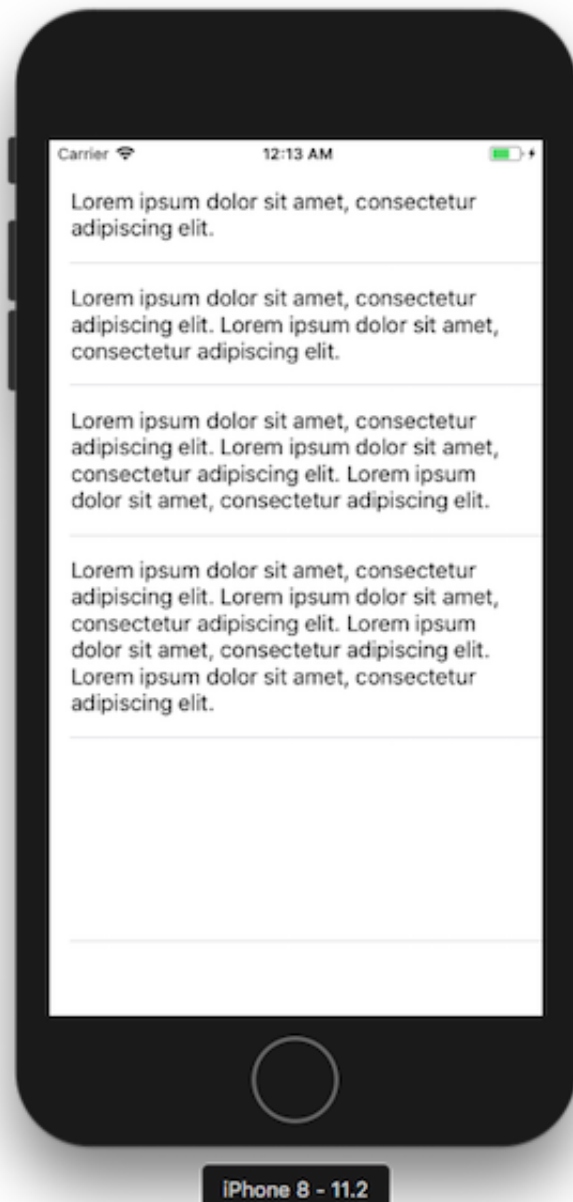 Carrier
12:13 AM
Lorem ipsum dolor sit amet, consectetur
adipiscing elit.
Lorem ipsum dolor sit amet, consectetur
adipiscing elit. Lorem ipsum dolor sit amet,
consectetur adipiscing elit.
Lorem ipsum dolor sit amet, consectetur
adipiscing elit. Lorem ipsum dolor sit amet,
consectetur adipiscing elit. Lorem ipsum
dolor sit amet, consectetur adipiscing elit.
Lorem ipsum dolor sit amet, consectetur
adipiscing elit. Lorem ipsum dolor sit amet,
consectetur adipiscing elit. Lorem ipsum
dolor sit amet, consectetur adipiscing elit.
Lorem ipsum dolor sit amet, consectetur
adipiscing elit.
iPhone 8 - 11.2